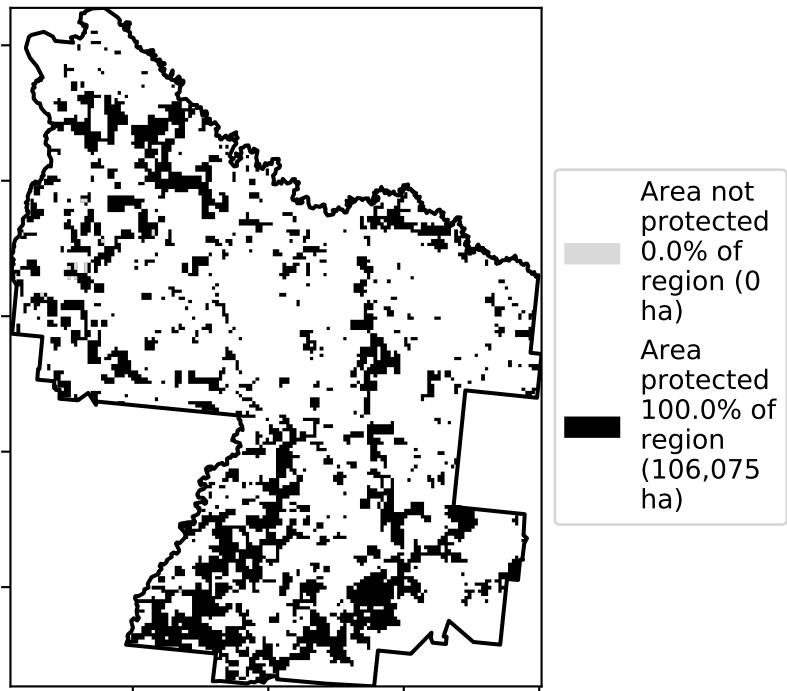 Area not
protected
0.0% of
region (0
ha)
Area
protected
100.0% of
region
(106,075
ha)